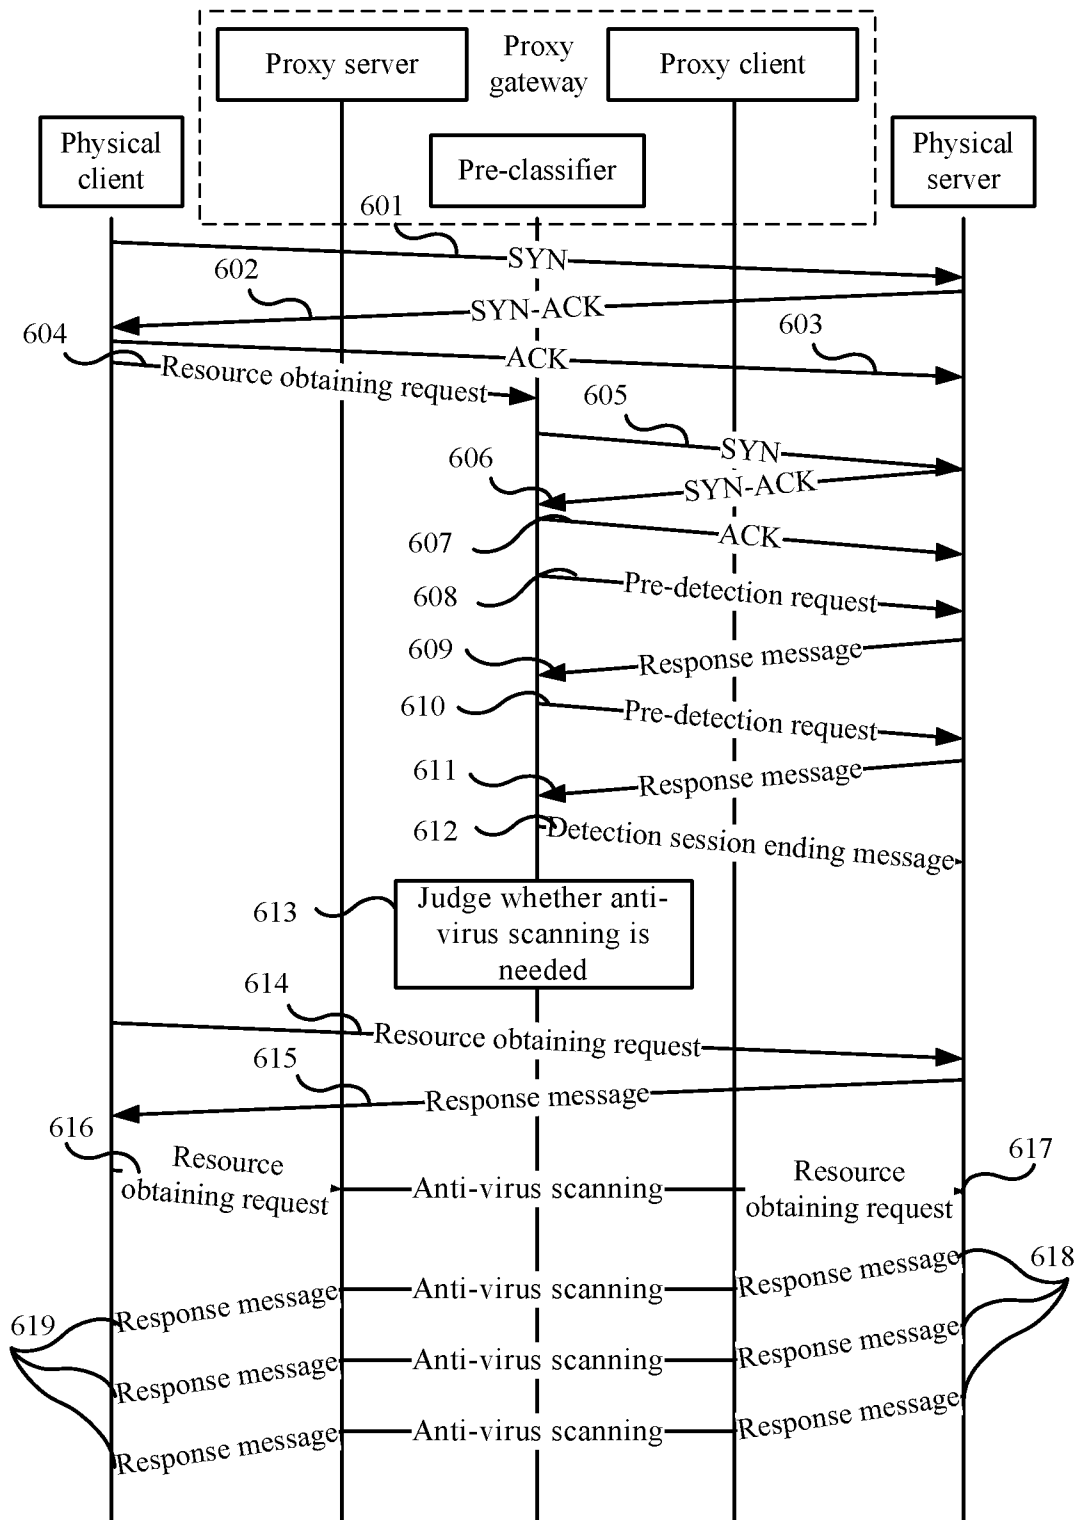 Proxy server
Proxy
gateway
Proxy client
Physical
client
Pre-classifier
Physical
server
601
SYN
602
SYN-ACK
603
604
ACK
Resource obtaining request
605
SYN
606
SYN-ACK
607
ACK
608
Pre-detection request
609
Response message
610
Pre-detection request
611
Response message
612
Detection session ending message
613
Judge whether anti-
virus scanning is
needed
614
Resource obtaining request
615
Response message
616
Resource
obtaining request
Anti-virus scanning
Resource
obtaining request
617
618
Response message
Anti-virus scanning
Response message
619
Response message
Anti-virus scanning
Response message
Response message
Anti-virus scanning
Response message